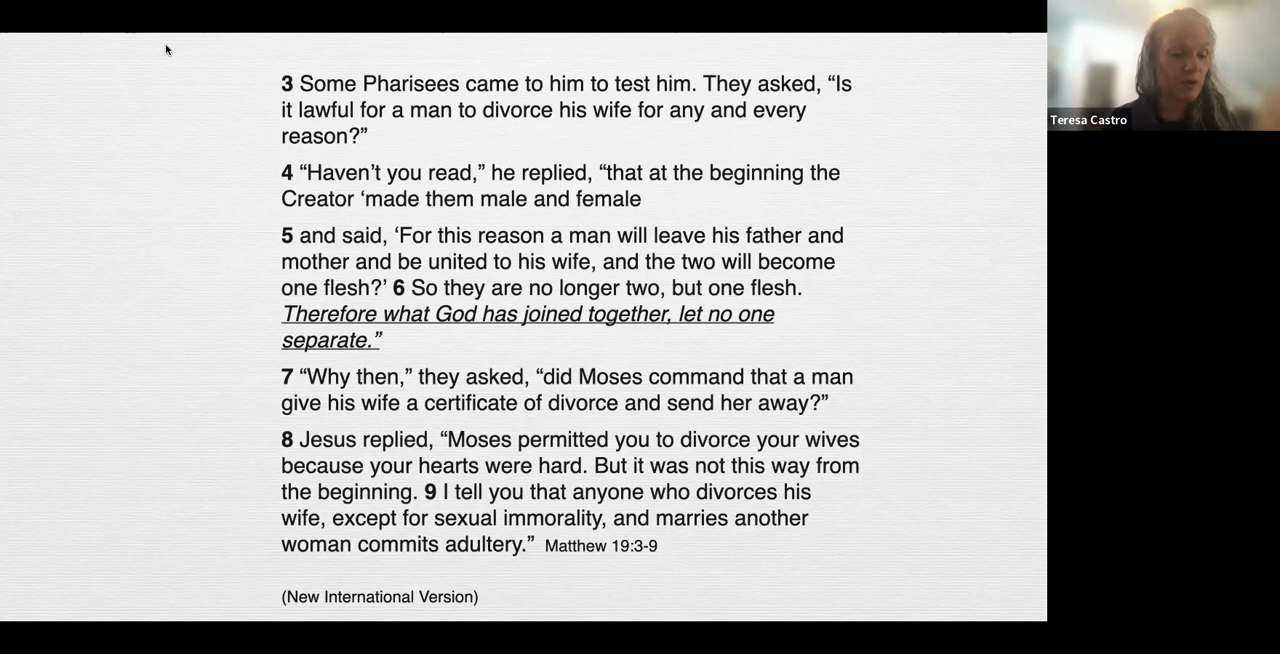 3 Some Pharisees came to him to test him. They asked, “Is
it lawful for a man to divorce his wife for any and every
reason?”
4 “Haven’t you read,” he replied, “that at the beginning the
Creator ‘made them male and female
5 and said, ‘For this reason a man will leave his father and
mother and be united to his wife, and the two will become
one flesh?’ 6 So they are no longer two, but one flesh.
Therefore what God has joined together, let no one
separate.”
7 “Why then,” they asked, “did Moses command that a man
give his wife a certificate of divorce and send her away?”
8 Jesus replied, “Moses permitted you to divorce your wives
because your hearts were hard. But it was not this way from
the beginning. 9 I tell you that anyone who divorces his
wife, except for sexual immorality, and marries another
woman commits adultery.” Matthew 19:3-9
(New International Version)
Teresa Castro